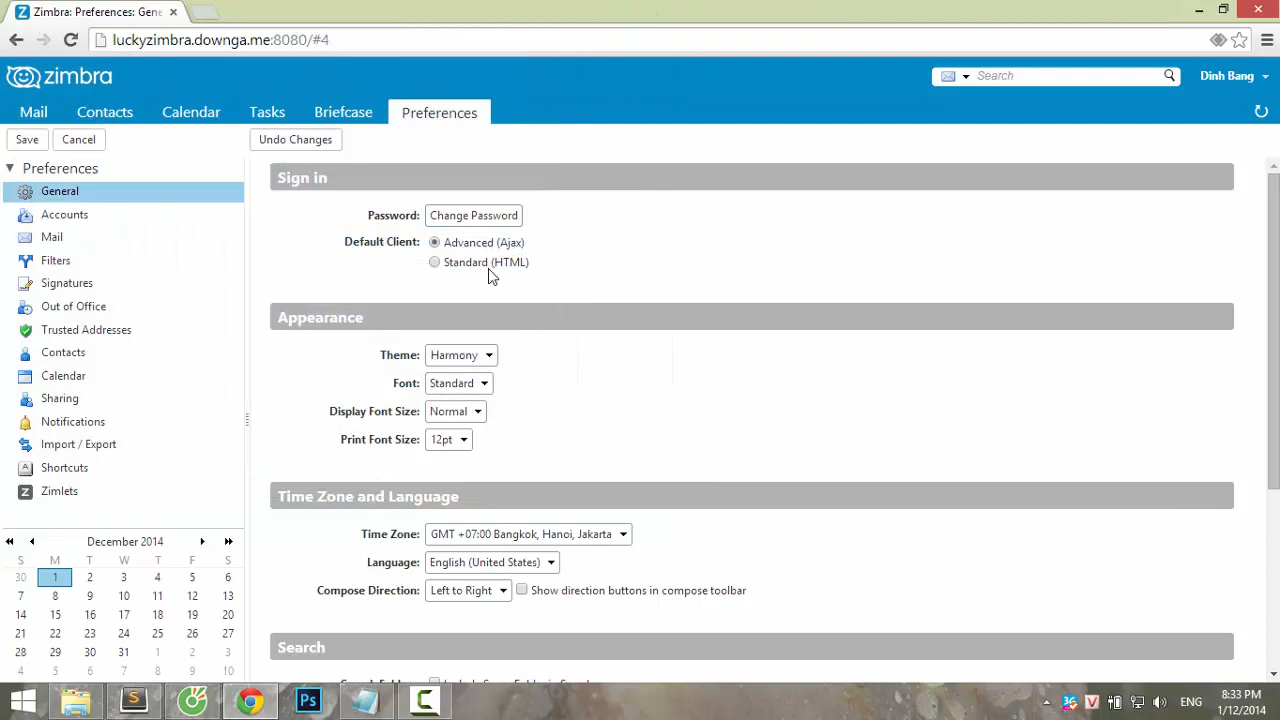 Zimbra: Preferences: Gene
luckyzimbra.downga.me:8080/#4
zimbra
Search
Dinh Bang
Mail
Contacts
Calendar
Tasks
Briefcase
Preferences
Save
Cancel
Undo Changes
Preferences
General
Accounts
Mail
Filters
Signatures
Out of Office
Trusted Addresses
Contacts
Calendar
Sharing
Notifications
Import / Export
Shortcuts
Zimlets
December 2014
S M T W T F S
30 1 2 3 4 5 6
7 8 9 10 11 12 13
14 15 16 17 18 19 20
21 22 23 24 25 26 27
28 29 30 31 1 2 3
4 5 6 7 8 9 10
Sign in
Password: Change Password
Default Client: Advanced (Ajax)
Standard (HTML)
Appearance
Theme: Harmony
Font: Standard
Display Font Size: Normal
Print Font Size: 12pt
Time Zone and Language
Time Zone: GMT +07:00 Bangkok, Hanoi, Jakarta
Language: English (United States)
Compose Direction: Left to Right Show direction buttons in compose toolbar
Search
Ps
ENG
8:33 PM
1/12/2014